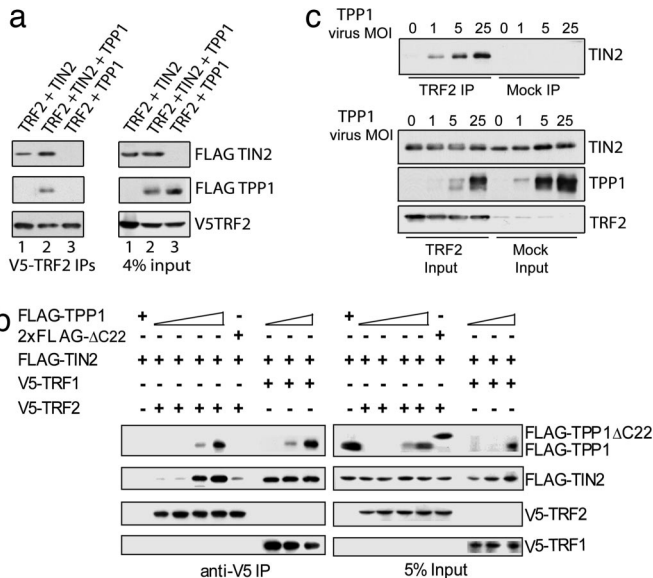 a
TRF2 + TIN2
TRF2 + TIN2 + TPP1
TRF2 + TPP1
TRF2 + TIN2
TRF2 + TIN2 + TPP1
TRF2 + TPP1
FLAG TIN2
FLAG TPP1
V5TRF2
1 2 3 1 2 3
V5-TRF2 IPs 4% input
c
TPP1
virus MOI 0 1 5 25 0 1 5 25
TIN2
TRF2 IP Mock IP
TPP1
virus MOI 0 1 5 25 0 1 5 25
TIN2
TPP1
TRF2
TRF2
Input
Mock
Input
b
FLAG-TPP1 + - + -
2xFLAG-ΔC22 - - - - - + - - - - - - - - + - - -
FLAG-TIN2 + + + + + + + + + + + + + + + + + +
V5-TRF1 - - - - - - + + + - - - - - - + + +
V5-TRF2 - + + + + + - - - - + + + + + - - -
FLAG-TPP1ΔC22
FLAG-TPP1
FLAG-TIN2
V5-TRF2
V5-TRF1
anti-V5 IP 5% Input